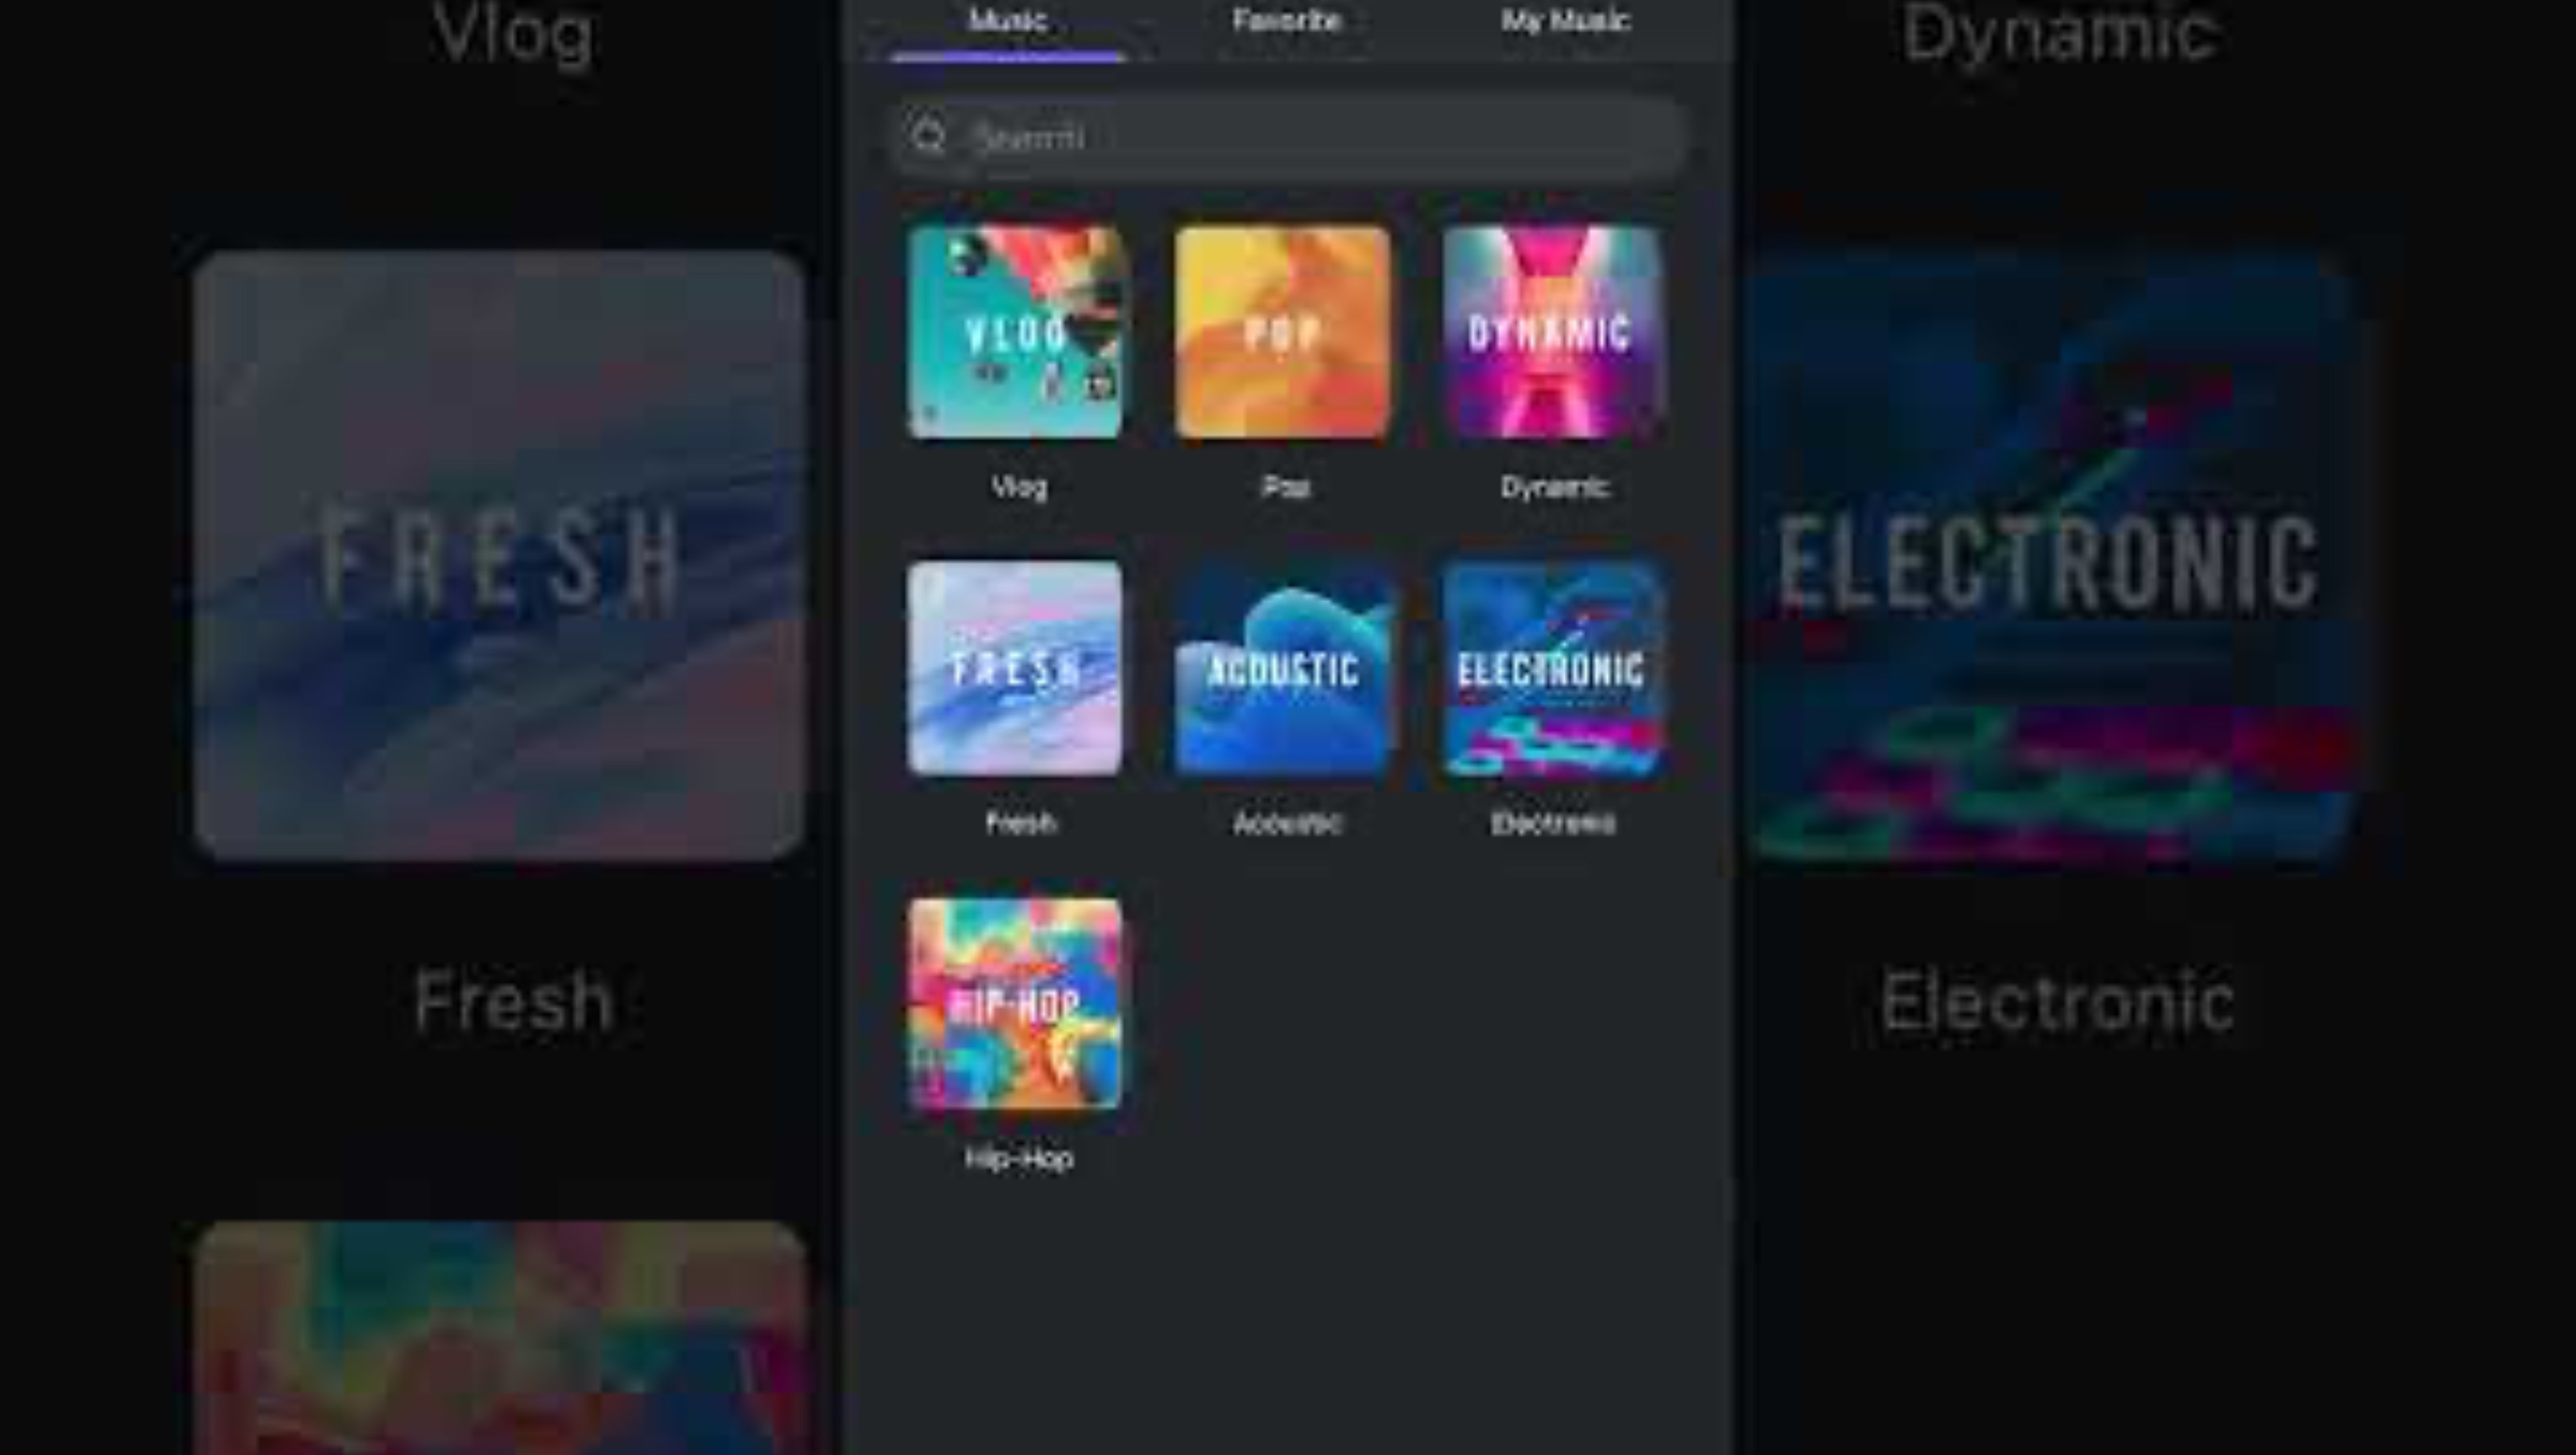 Vlog
Music Favorite My Music
Dynamic
Search
VLOG POP DYNAMIC
Vlog Pop Dynamic
FRESH
ELECTRONIC
FRESH ACOUSTIC ELECTRONIC
Fresh Acoustic Electronic
Fresh
Electronic
HIP-HOP
Hip-Hop